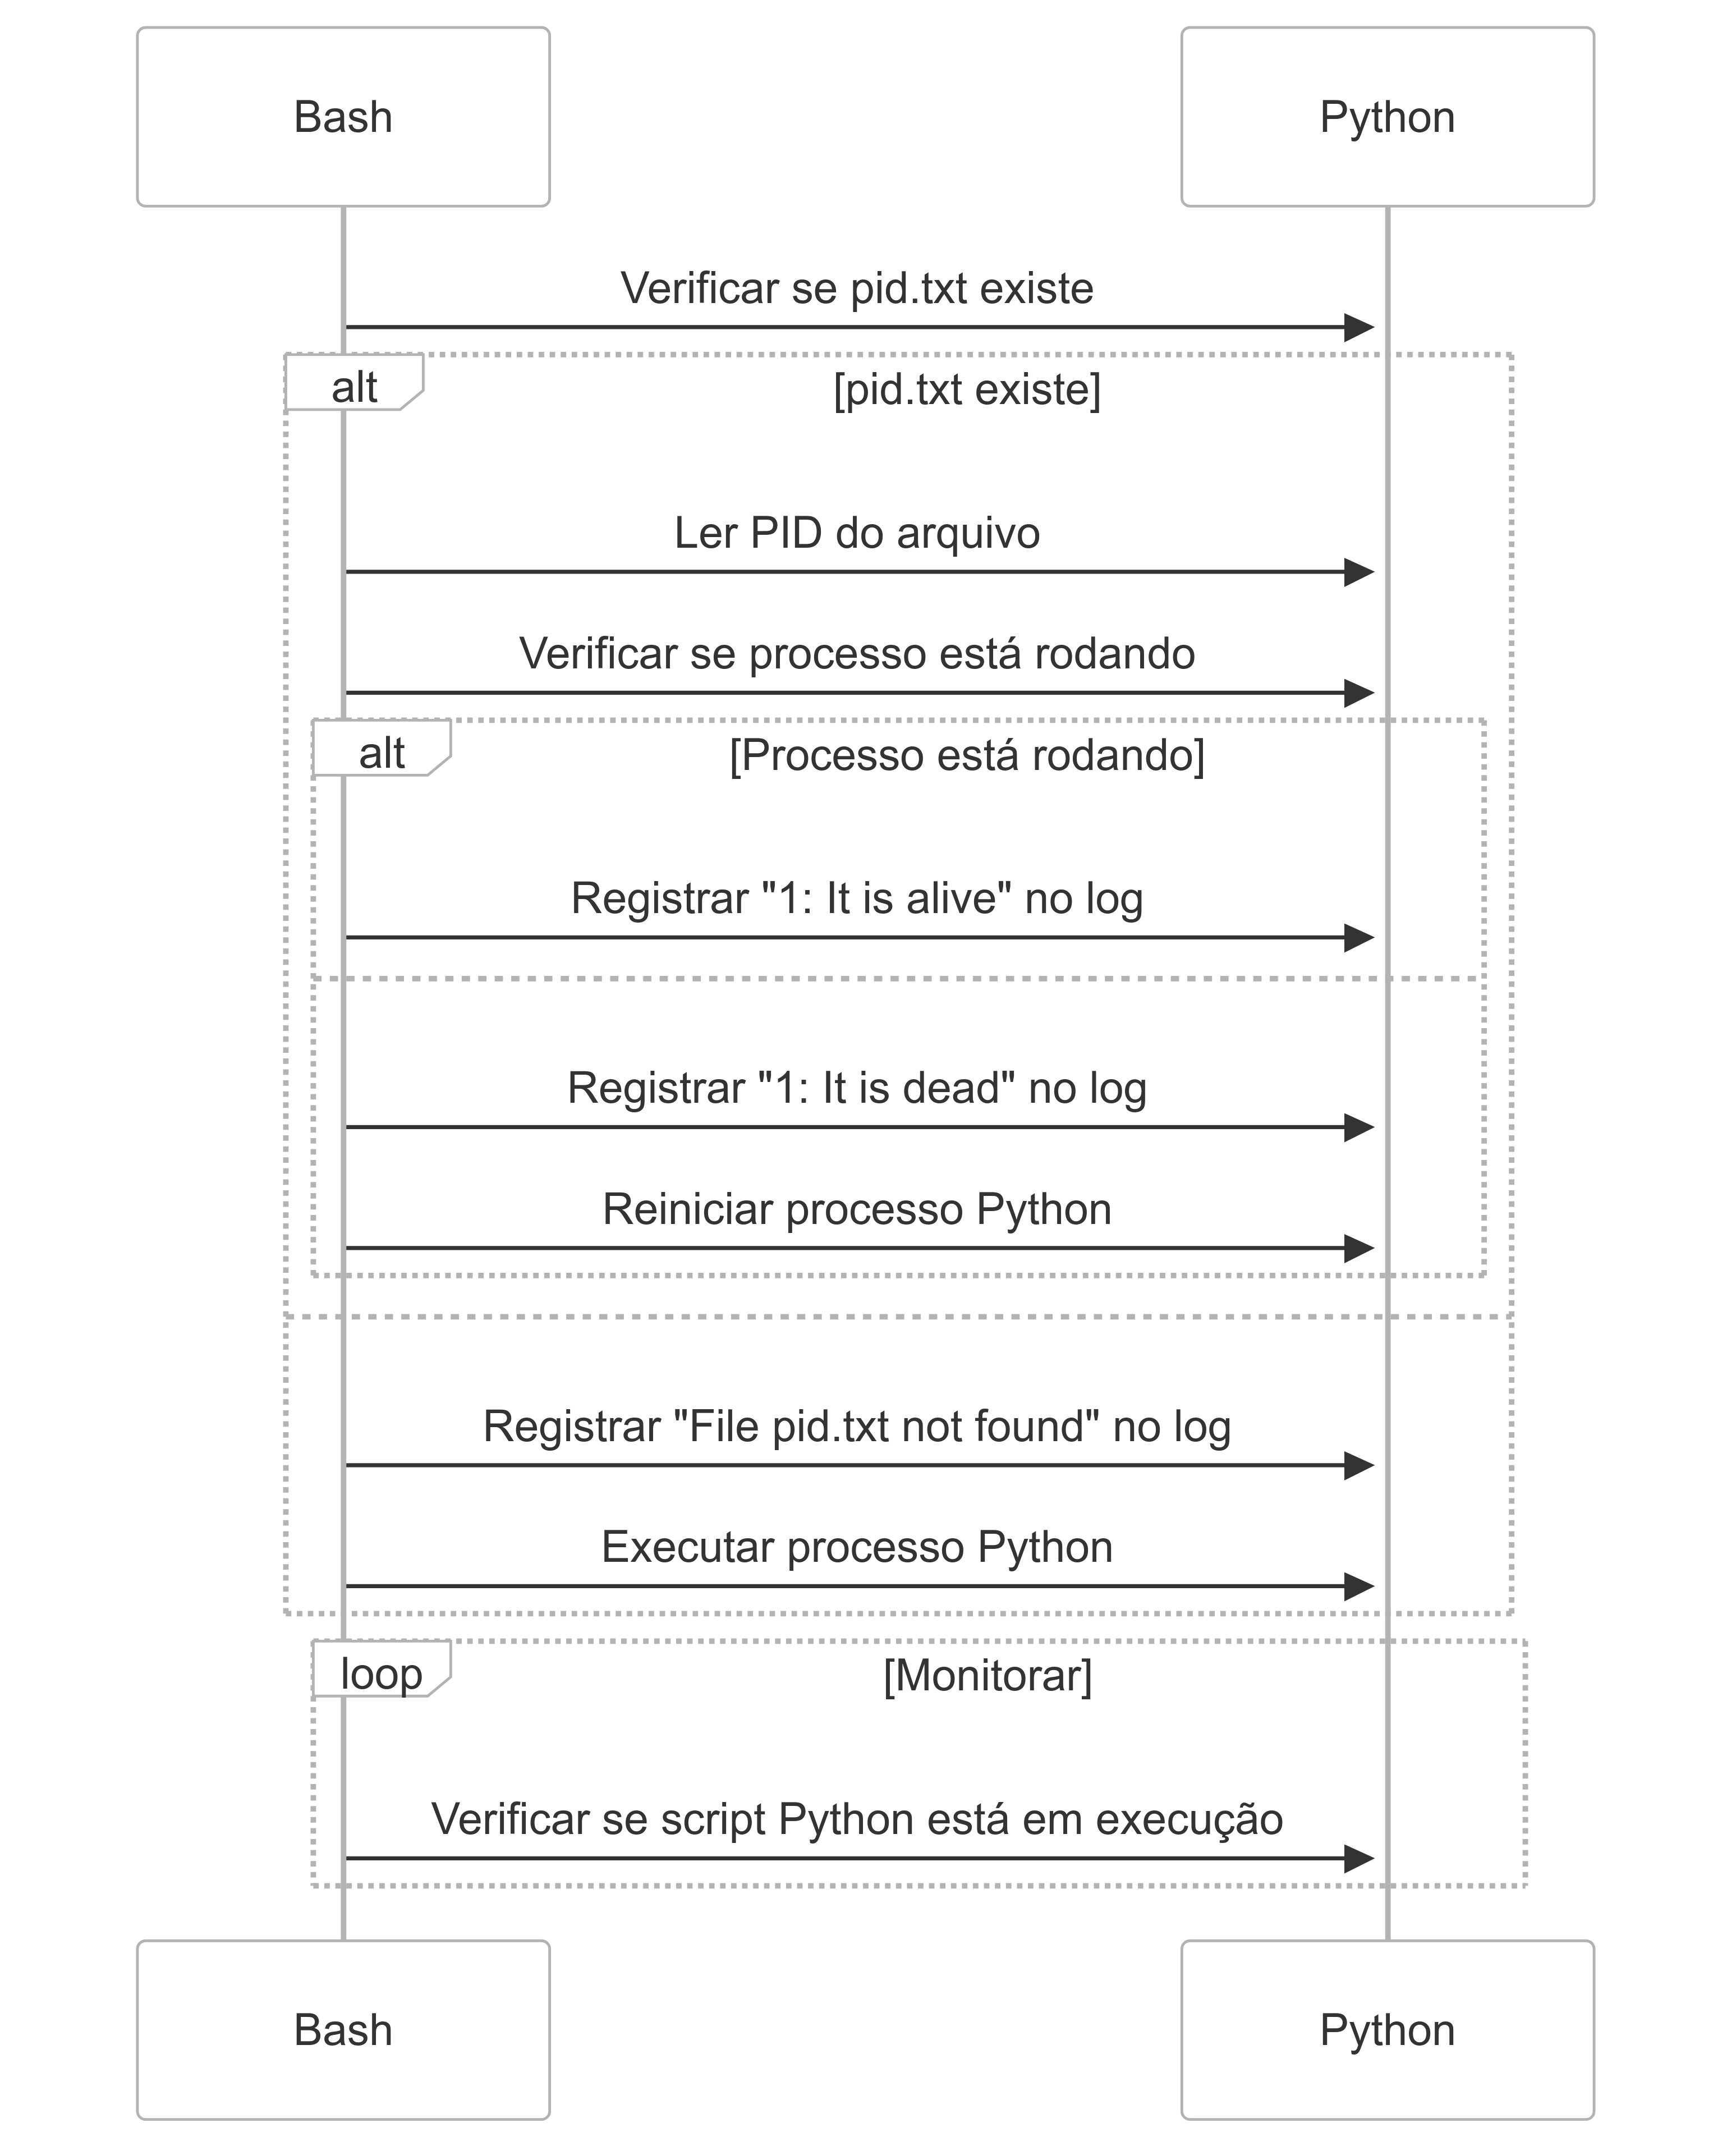 Bash
Python
Verificar se pid.txt existe
alt
[pid.txt existe]
Ler PID do arquivo
Verificar se processo está rodando
alt
[Processo está rodando]
Registrar "1: It is alive" no log
Registrar "1: It is dead" no log
Reiniciar processo Python
Registrar "File pid.txt not found" no log
Executar processo Python
loop
[Monitorar]
Verificar se script Python está em execução
Bash
Python